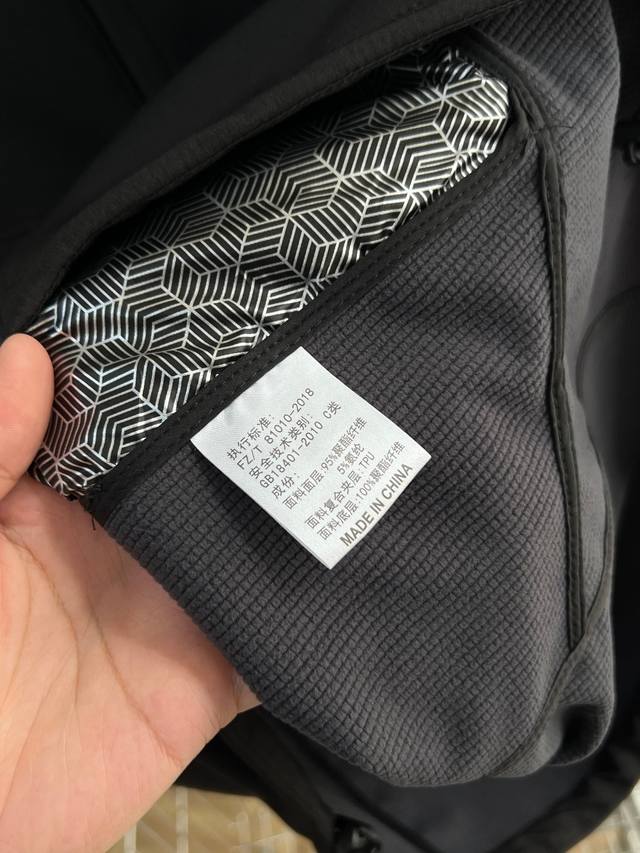 执行标准:
FZ/T 81010-2018
安全技术类别:
GB18401-2010 C类
成份:
面料面层:95%聚酯纤维
5%氨纶
面料复合夹层:TPU
面料底层:100%聚酯纤维
MADE IN CHINA